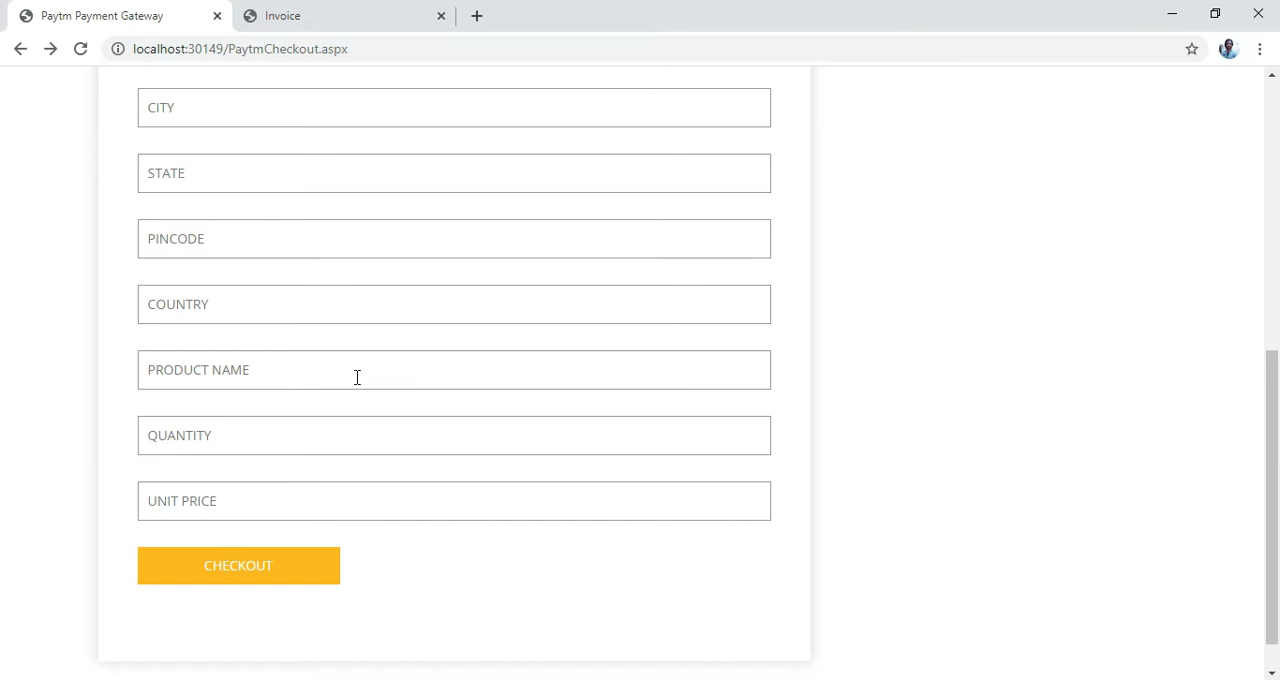 Paytm Payment Gateway
Invoice
localhost:30149/PaytmCheckout.aspx
CITY
STATE
PINCODE
COUNTRY
PRODUCT NAME
QUANTITY
UNIT PRICE
CHECKOUT